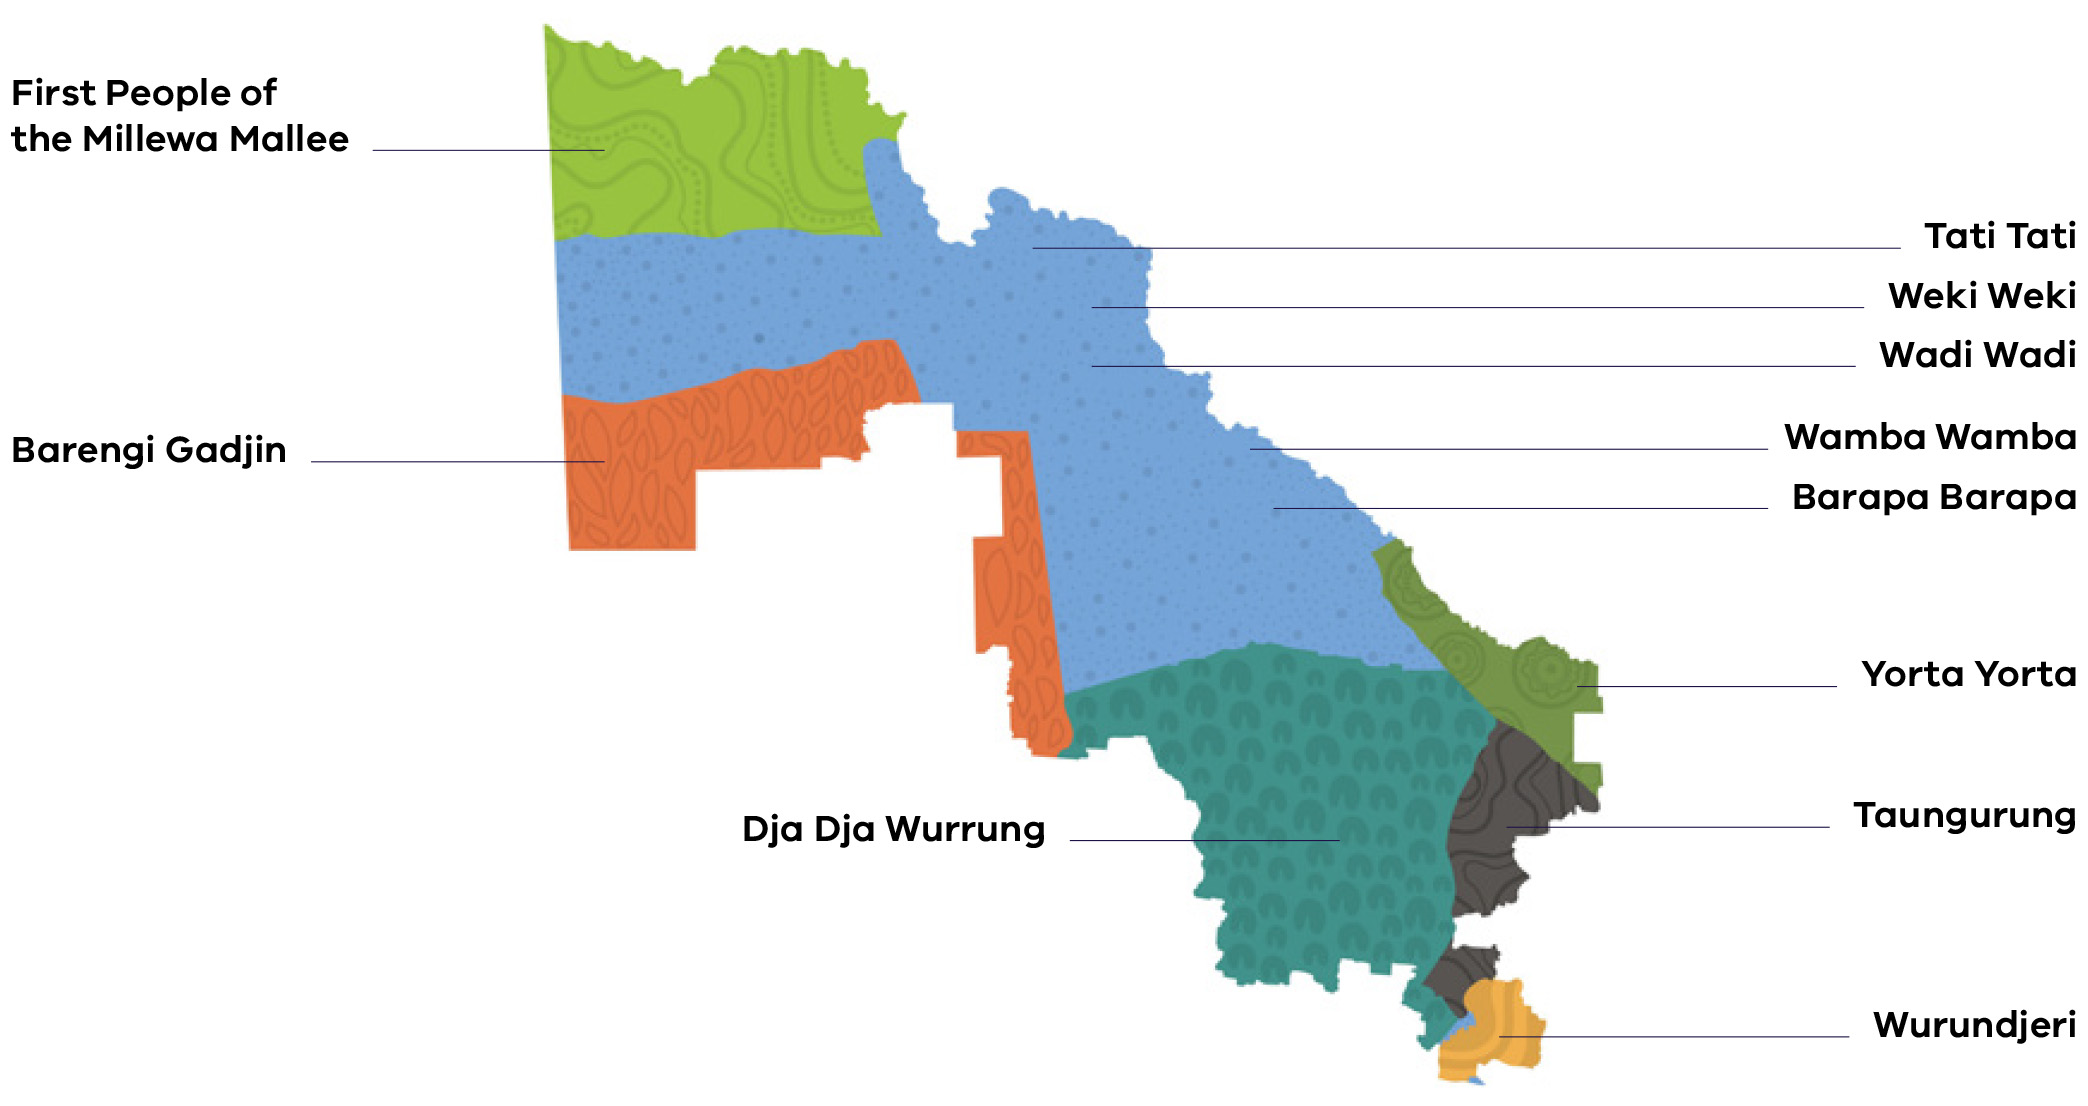 First People of
the Millewa Mallee
Tati Tati
Weki Weki
Wadi Wadi
Wamba Wamba
Barengi Gadjin
Barapa Barapa
Yorta Yorta
Taungurung
Dja Dja Wurrung
Wurundjeri